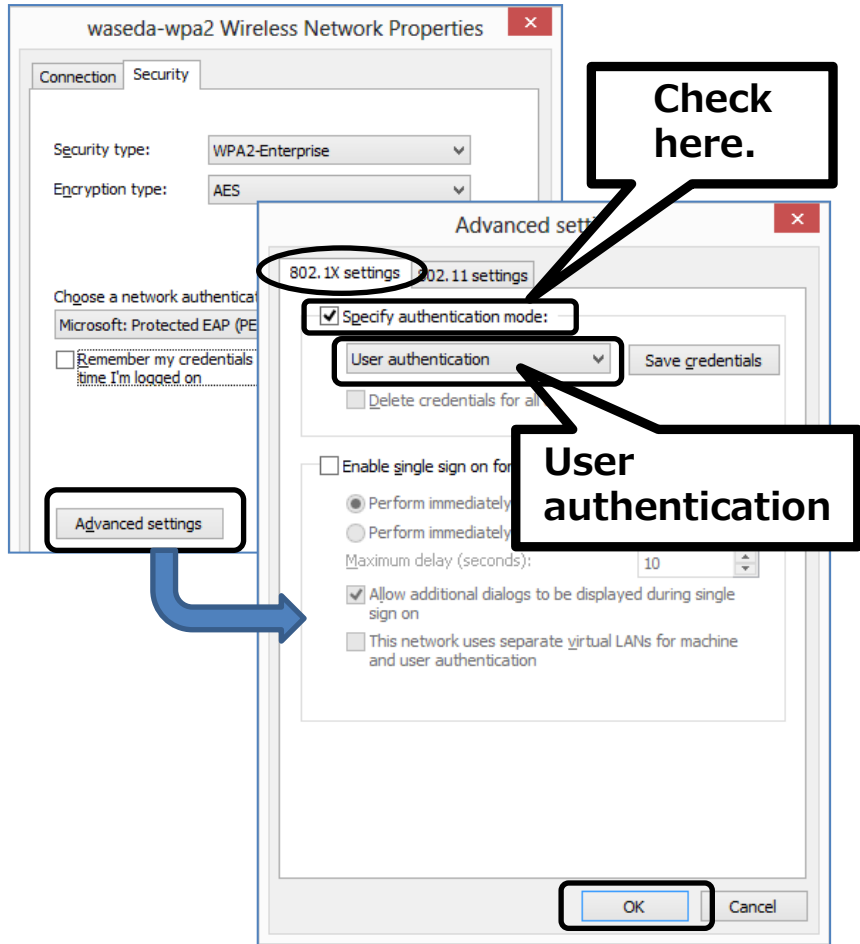 waseda-wpa2 Wireless Network Properties
Connection
Security
Security type:
WPA2-Enterprise
Encryption type:
AES
Choose a network
Microsoft: Protected EAP
Remember my credentials
time I'm logged on
Advanced settings
Check
here.
Advanced
802.1X settings
802.11 settings
Specify authentication mode:
User authentication
Save credentials
Delete credentials for all
User
authentication
Enable single sign on for
Perform immediately
Perform immediately
Maximum delay (seconds):
10
Allow additional dialogs to be displayed during single
sign on
This network uses separate virtual LANs for machine
and user authentication
OK
Cancel